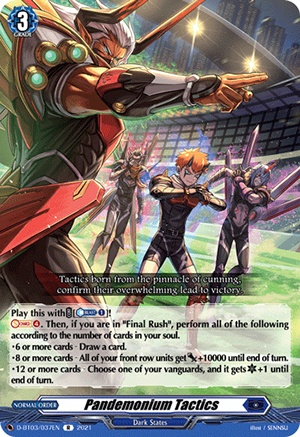 3
GRADE
Tactics born from the pinnacle of cunning,
confirm their overwhelming lead to victory.
Play this with [BLAST 1]!
4. Then, if you are in "Final Rush", perform all of the following
according to the number of cards in your soul.
·4 or more cards - Draw a card.
·8 or more cards - All of your front row units get +10000 until end of turn.
·12 or more cards - Choose one of your vanguards, and it gets +1 until
end of turn.
NORMAL ORDER
Pandemonium Tactics
D-BT03/037EN R 2021
Dark States
illust / SENNSU